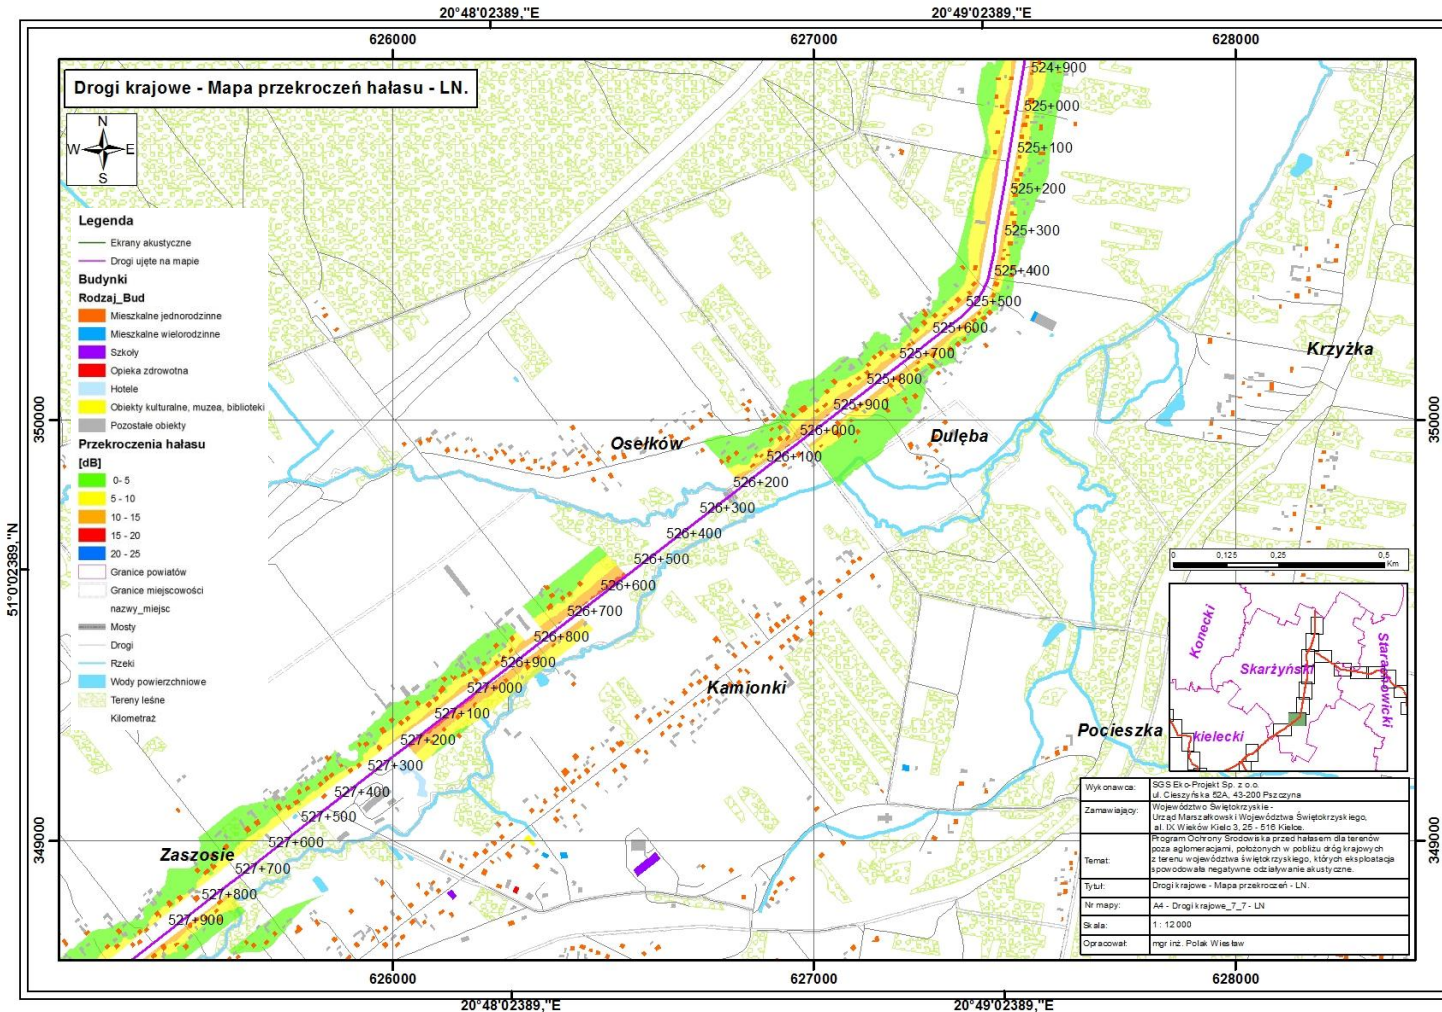 20°48'02389,"E
20°49'02389,"E
626000
627000
628000
Drogi krajowe - Mapa przekroczeń hałasu - LN.
N
W
E
S
524+900
525+000
525+100
525+200
525+300
525+400
525+500
525+600
525+700
525+800
525+900
526+000
526+100
526+200
526+300
526+400
526+500
526+600
526+700
526+800
526+900
527+000
527+100
527+200
527+300
527+400
527+500
527+600
527+700
527+800
527+900
Krzyżka
Osełków
Dulęba
Kamionki
Pocieszka
Zaszosie
Legenda
Ekrany akustyczne
Drogi ujęte na mapie
Budynki
Rodzaj_Bud
Mieszkalne jednorodzinne
Mieszkalne wielorodzinne
Szkoły
Opieka zdrowotna
Hotele
Obiekty kulturalne, muzea, biblioteki
Pozostałe obiekty
Przekroczenia hałasu
[dB]
0- 5
5 - 10
10 - 15
15 - 20
20 - 25
Granice powiatów
Granice miejscowości
nazwy_miejsc
Mosty
Drogi
Rzeki
Wody powierzchniowe
Tereny leśne
Kilometraż
350000
350000
51°0'02389,"N
349000
349000
0 0,125 0,25 0,5
Km
Konecki
Skarżyński
Starachowicki
kielecki
Wykonawca: SGS Eko-Projekt Sp. z o.o.
ul. Cieszyńska 52A, 43-200 Pszczyna
Zamawiający: Województwo Świętokrzyskie -
Urząd Marszałkowski Województwa Świętokrzyskiego,
al. IX Wieków Kielc 3, 25 - 516 Kielce.
Temat: Program Ochrony Środowiska przed hałasem dla terenów
poza aglomeracjami, położonych w pobliżu dróg krajowych
z terenu województwa świętokrzyskiego, których eksploatacja
spowodowała negatywne oddziaływanie akustyczne.
Tytuł: Drogi krajowe - Mapa przekroczeń - LN.
Nr mapy: A4 - Drogi krajowe_7_7 - LN
Skala: 1 : 12 000
Opracował: mgr inż. Polak Wiesław
626000
627000
628000
20°48'02389,"E
20°49'02389,"E